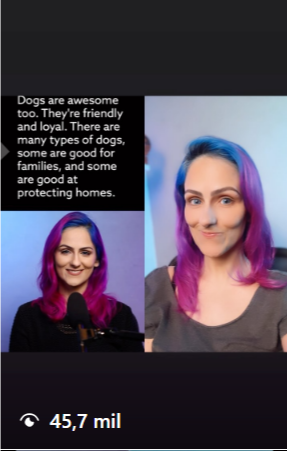 Dogs are awesome
too. They're friendly
and loyal. There are
many types of dogs,
some are good for
families, and some
are good at
protecting homes.
45,7 mil